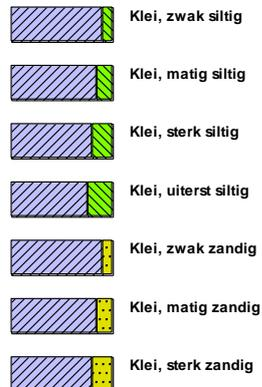 Klei, zwak siltig
Klei, matig siltig
Klei, sterk siltig
Klei, uiterst siltig
Klei, zwak zandig
Klei, matig zandig
Klei, sterk zandig